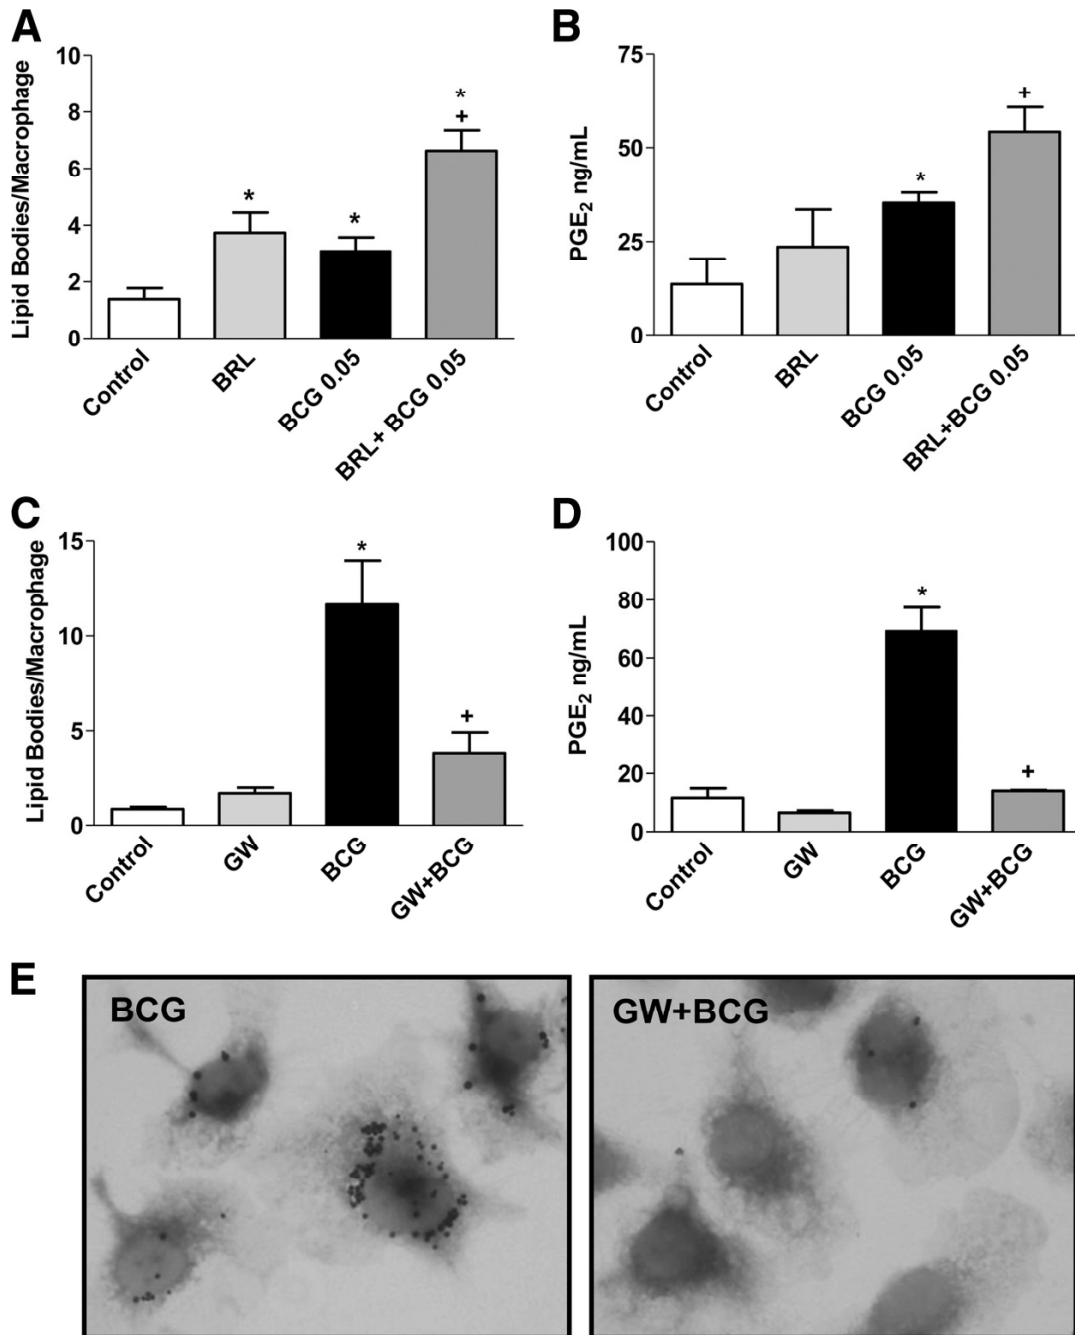 A
Lipid Bodies/Macrophage
10
8
6
4
2
0
*
*
*
+
Control
BRL
BCG 0.05
BRL+ BCG 0.05
B
PGE2 ng/mL
75
50
25
0
*
+
Control
BRL
BCG 0.05
BRL+BCG 0.05
C
Lipid Bodies/Macrophage
15
10
5
0
*
+
Control
GW
BCG
GW+BCG
D
PGE2 ng/mL
100
80
60
40
20
0
*
+
Control
GW
BCG
GW+BCG
E
BCG
GW+BCG